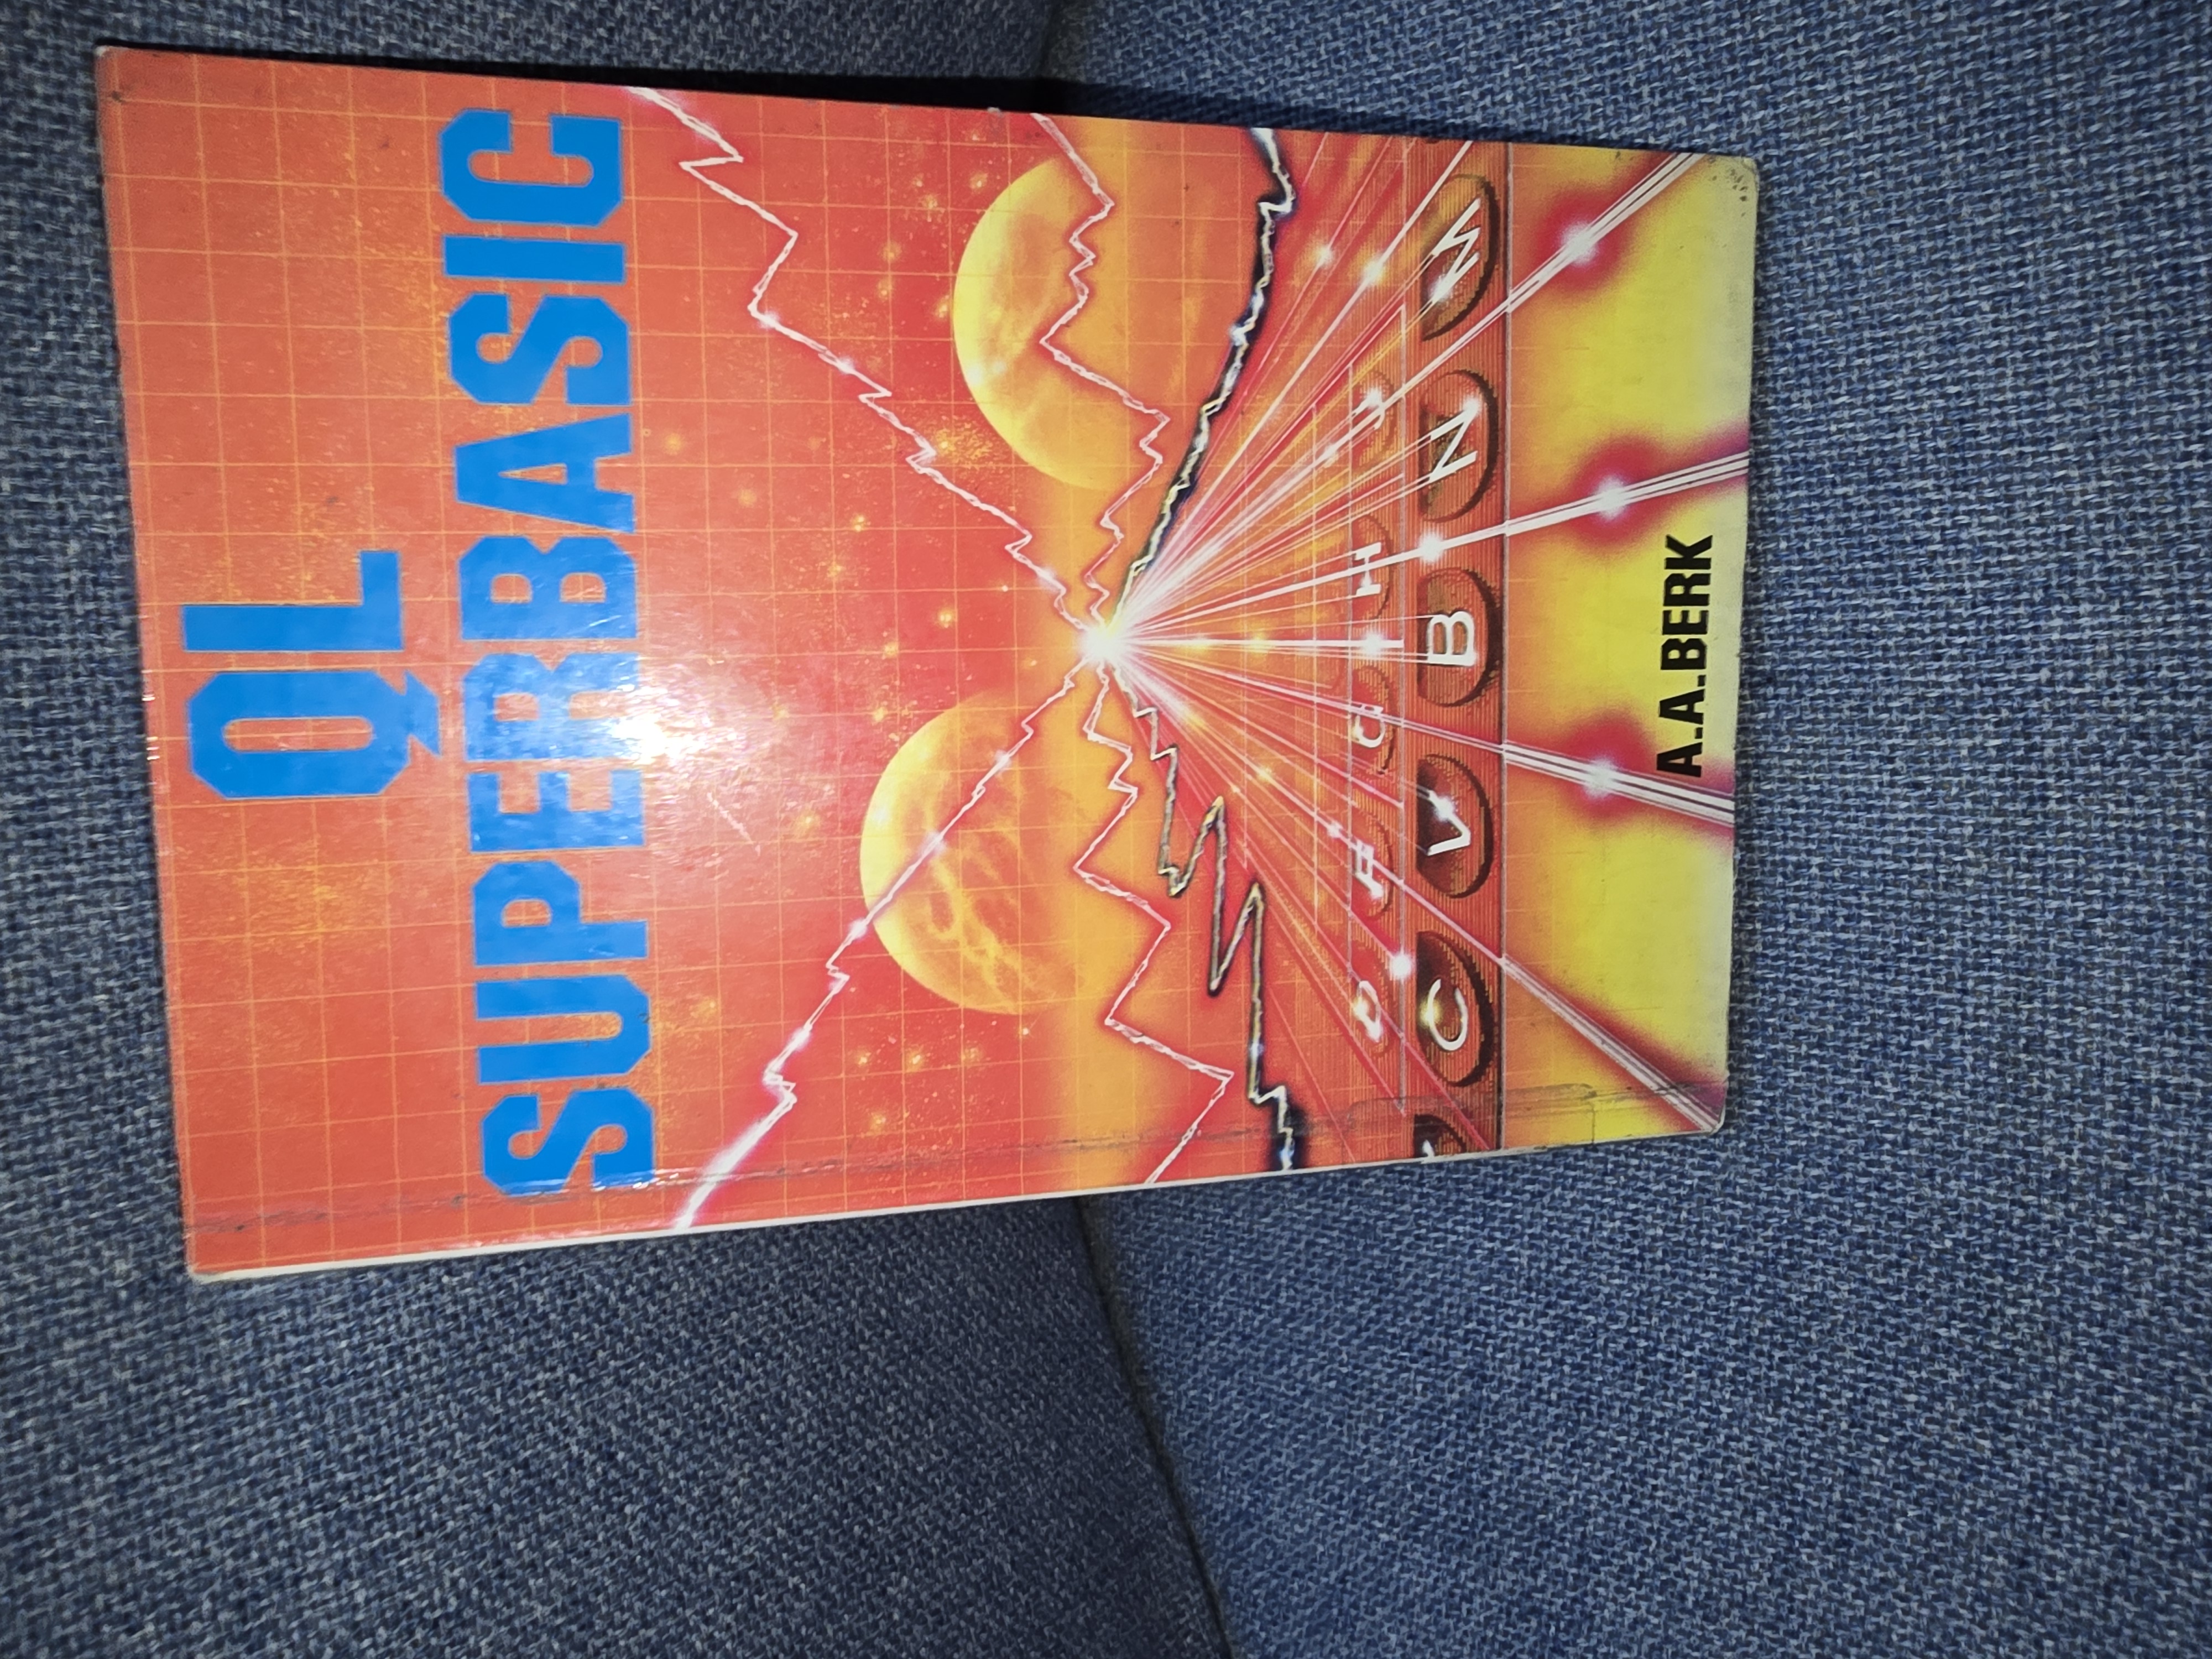 QL
SUPERBASIC
D F G H
C V B N M
A.A.BERK